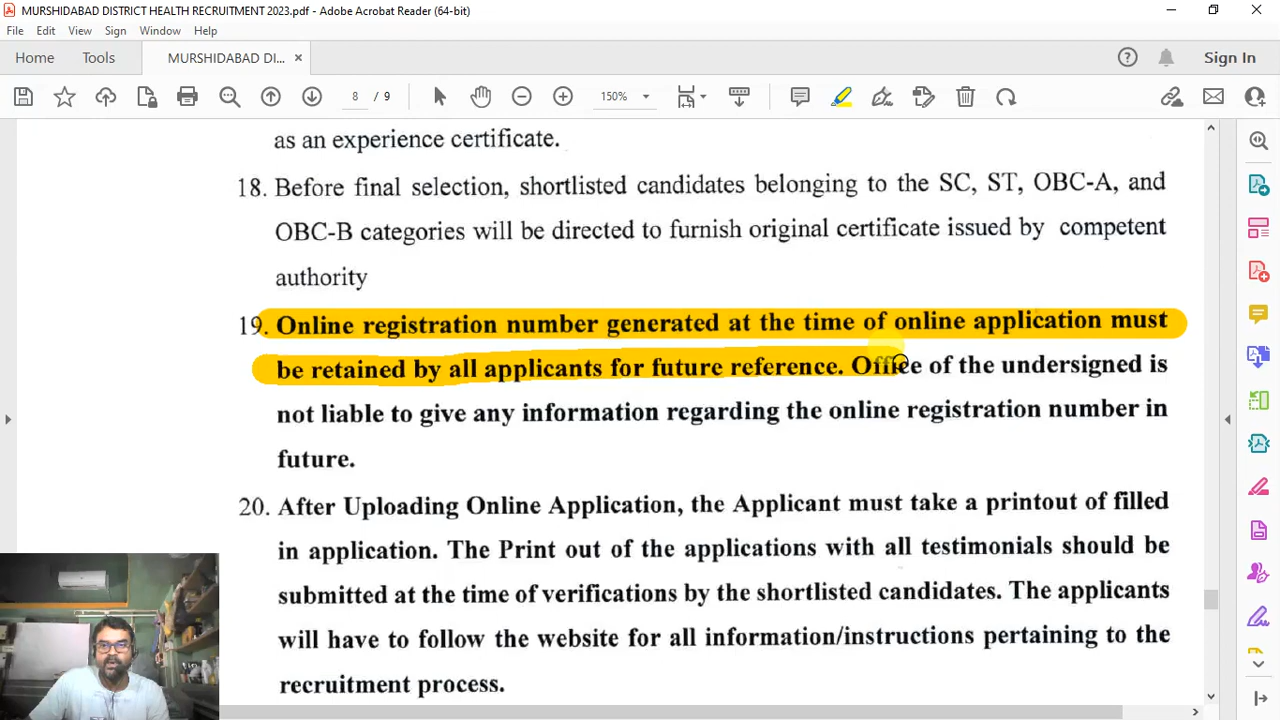 MURSHIDABAD DISTRICT HEALTH RECRUITMENT 2023.pdf - Adobe Acrobat Reader (64-bit)
File Edit View Sign Window Help
Home Tools MURSHIDABAD DI... × Sign In
8 / 9 150%
as an experience certificate.
18. Before final selection, shortlisted candidates belonging to the SC, ST, OBC-A, and
OBC-B categories will be directed to furnish original certificate issued by competent
authority
19. Online registration number generated at the time of online application must
be retained by all applicants for future reference. Office of the undersigned is
not liable to give any information regarding the online registration number in
future.
20. After Uploading Online Application, the Applicant must take a printout of filled
in application. The Print out of the applications with all testimonials should be
submitted at the time of verifications by the shortlisted candidates. The applicants
will have to follow the website for all information/instructions pertaining to the
recruitment process.